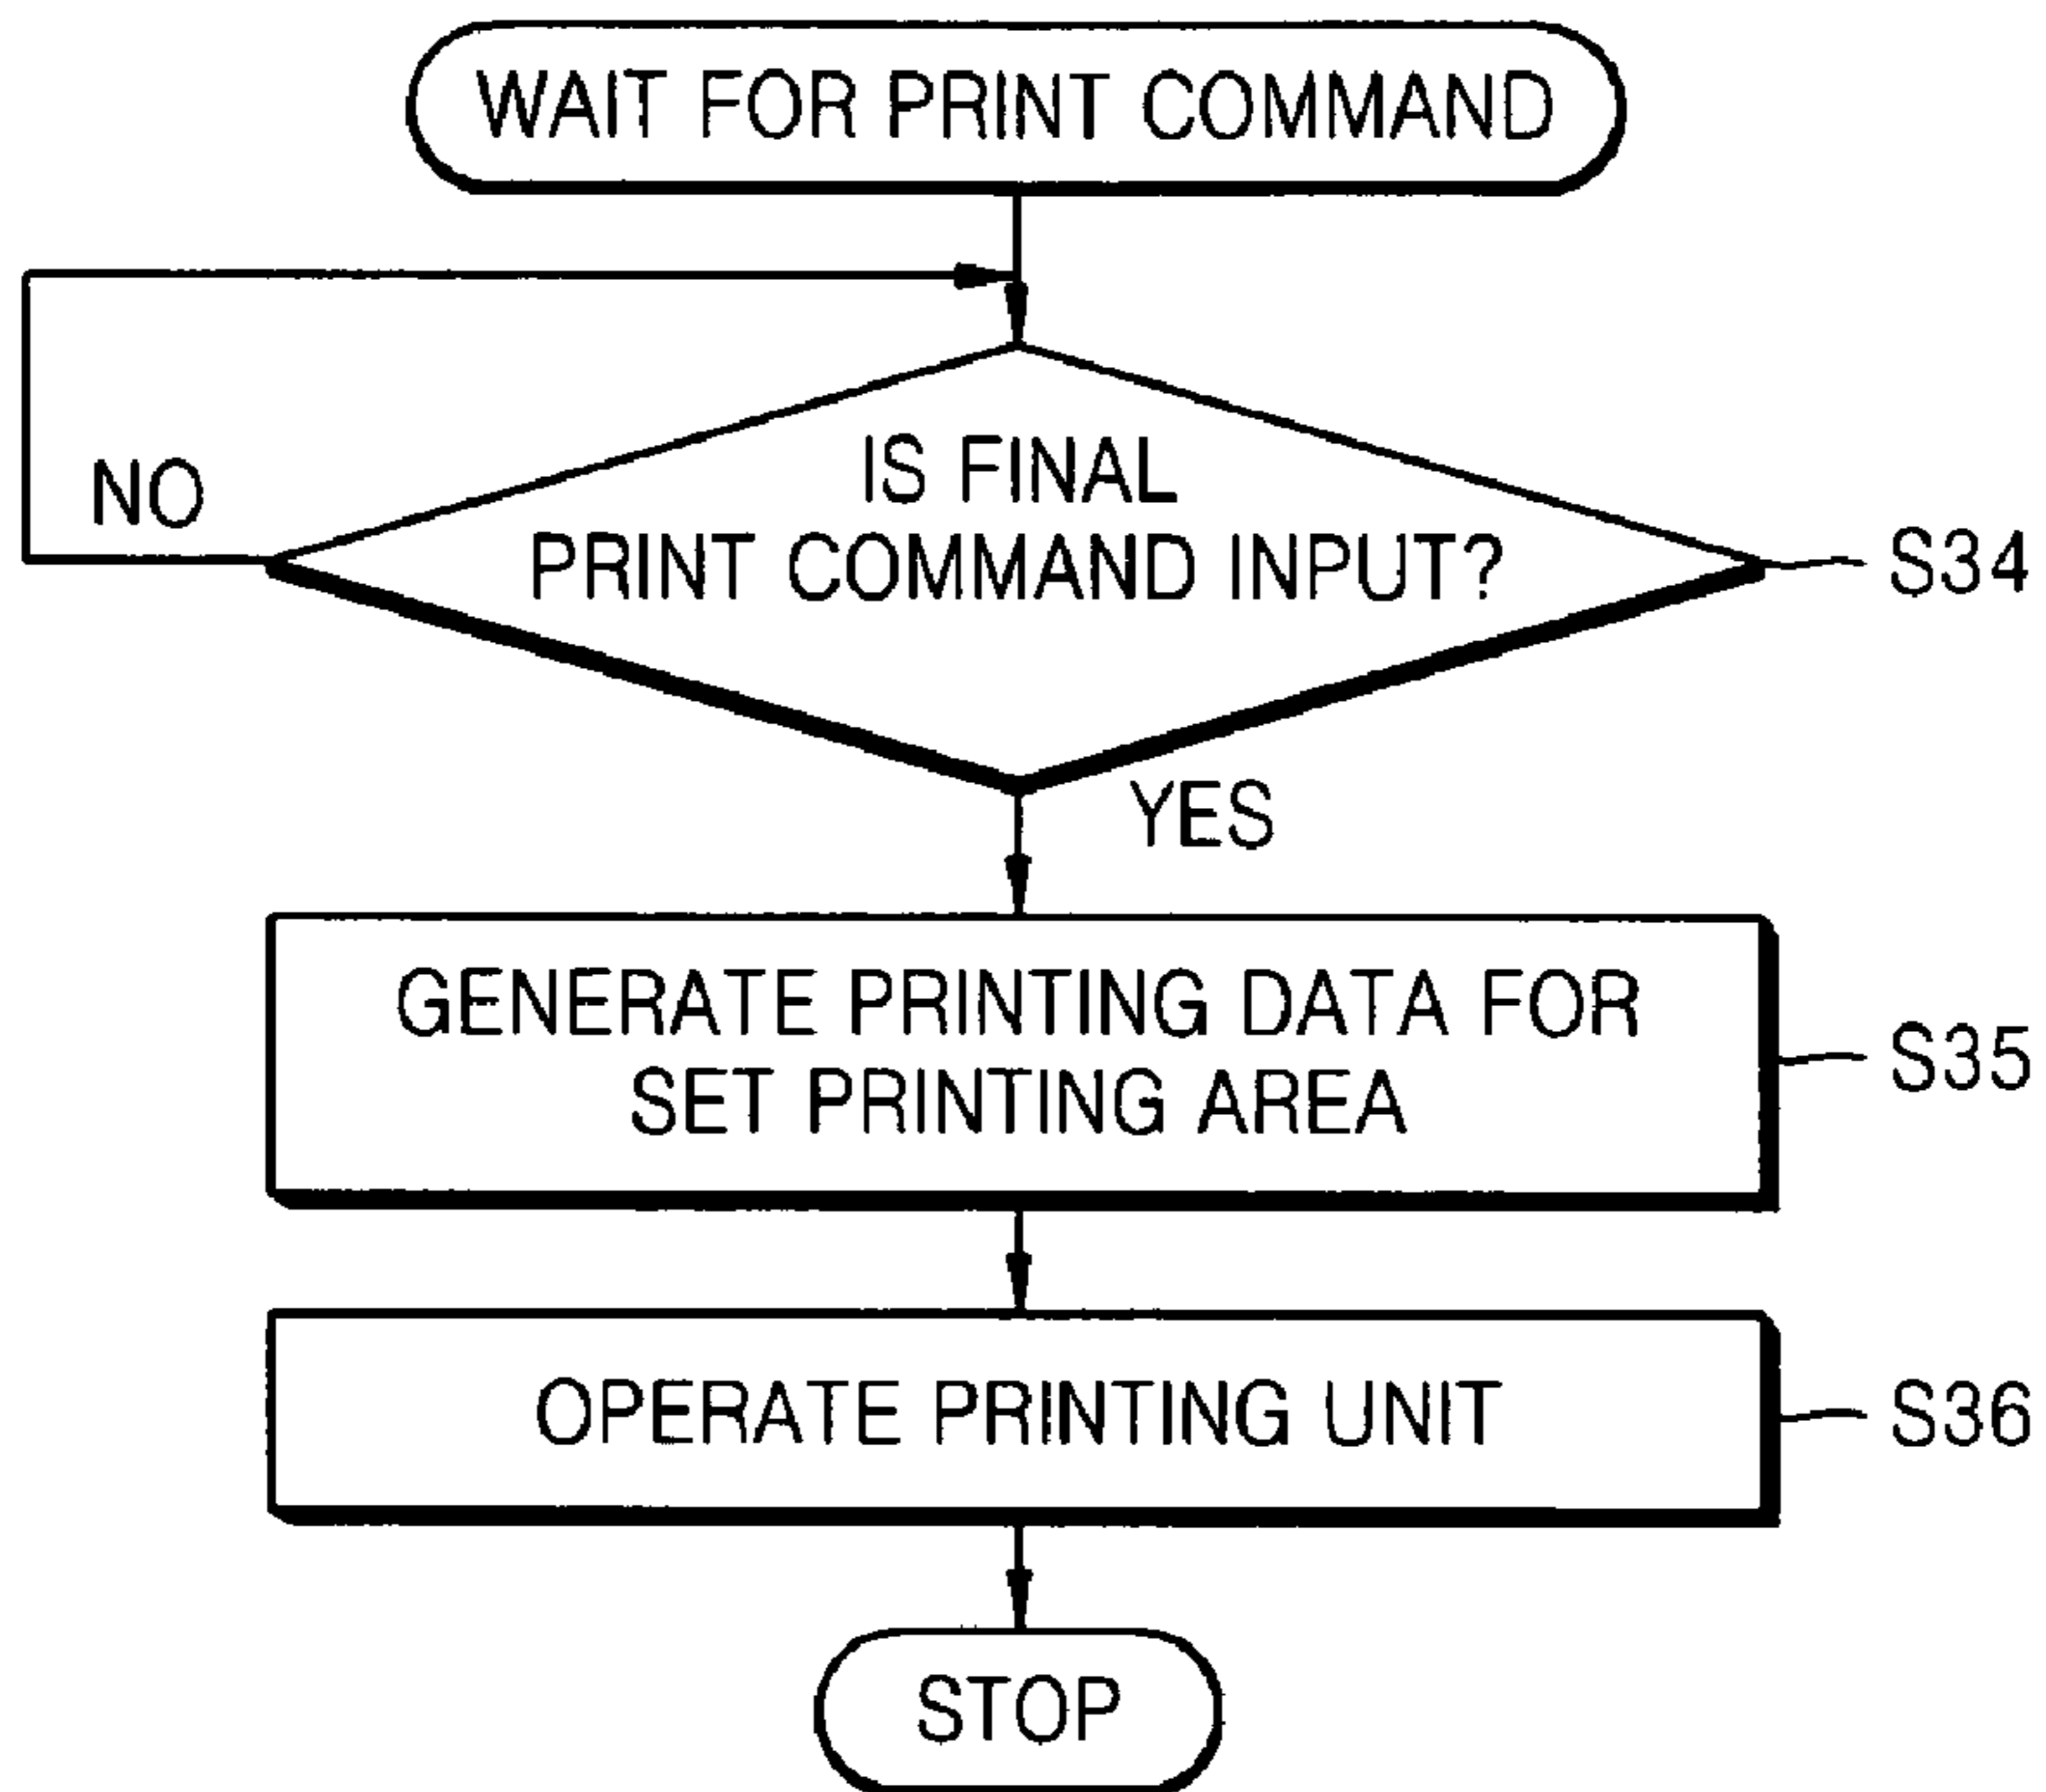 WAIT FOR PRINT COMMAND
NO
IS FINAL
PRINT COMMAND INPUT?
S34
YES
GENERATE PRINTING DATA FOR
SET PRINTING AREA
S35
OPERATE PRINTING UNIT
S36
STOP